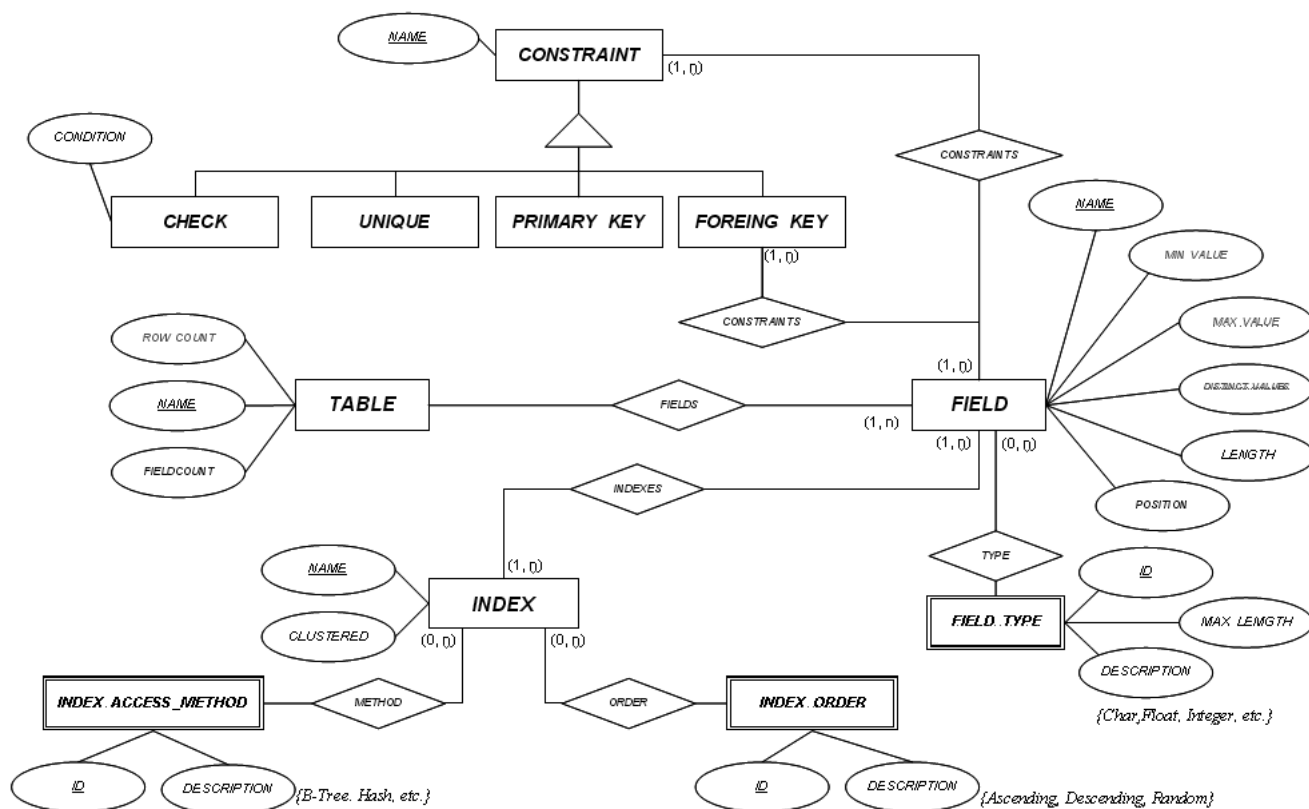 NAME
CONSTRAINT
(1, n)
CONDITION
CONSTRAINTS
CHECK
UNIQUE
PRIMARY KEY
FOREING KEY
(1, n)
NAME
MIN VALUE
CONSTRAINTS
ROW COUNT
MAX.VALUE
(1, n)
NAME
TABLE
FIELDS
FIELD
DISTINCT.VALUES
(1, n)
(1, n)
(0, n)
FIELDCOUNT
LENGTH
INDEXES
POSITION
TYPE
(1, n)
NAME
ID
INDEX
FIELD..TYPE
MAX LEMGTH
CLUSTERED
(0, n)
(0, n)
DESCRIPTION
INDEX.ACCESS_METHOD
METHOD
ORDER
INDEX.ORDER
{Char,Float, Integer, etc.}
ID
DESCRIPTION
{B-Tree. Hash, etc.}
ID
DESCRIPTION
{Ascending, Descending, Random}